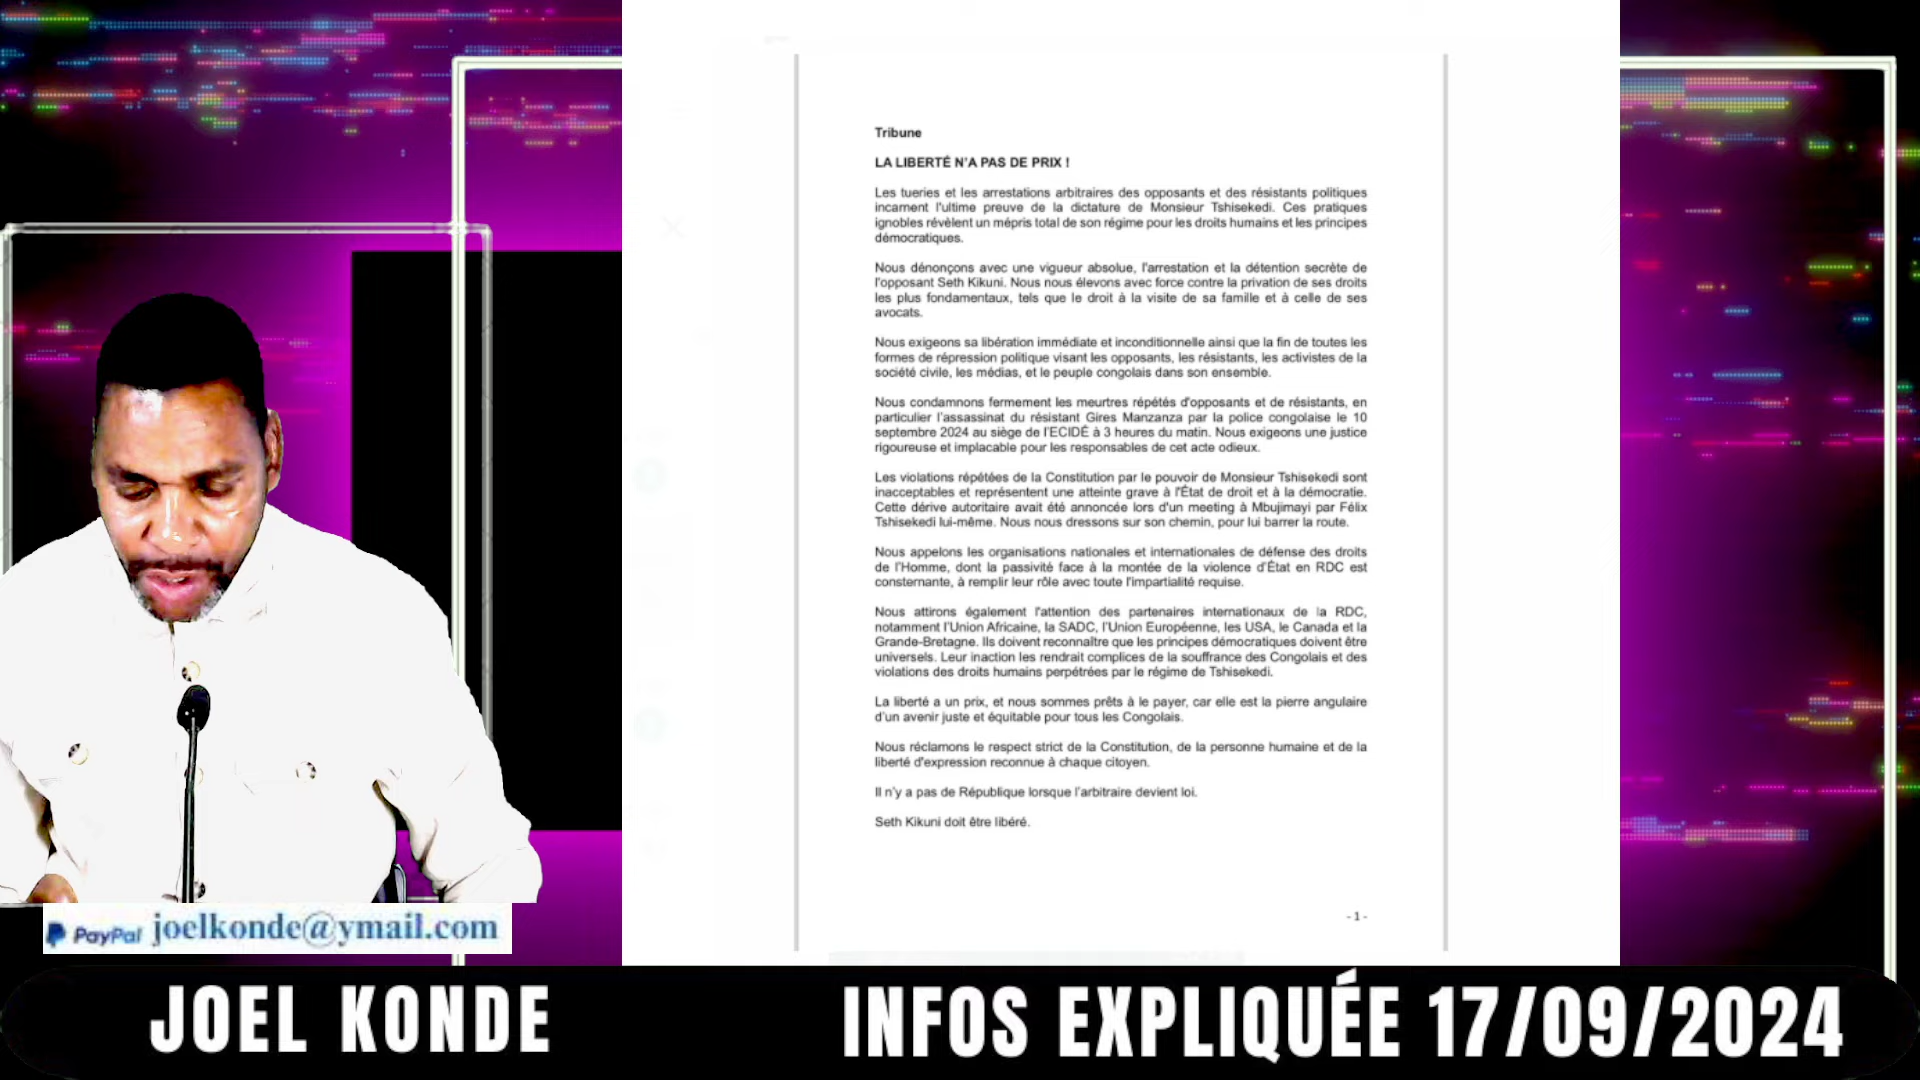 Tribune
LA LIBERTÉ N'A PAS DE PRIX !
Les tueries et les arrestations arbitraires des opposants et des résistants politiques
incarnent l'ultime preuve de la dictature de Monsieur Tshisekedi. Ces pratiques
ignobles révèlent un mépris total de son régime pour les droits humains et les principes
démocratiques.
Nous dénonçons avec une vigueur absolue, l'arrestation et la détention secrète de
l'opposant Seth Kikuni. Nous nous élevons avec force contre la privation de ses droits
les plus fondamentaux, tels que le droit à la visite de sa famille et à celle de ses
avocats.
Nous exigeons sa libération immédiate et inconditionnelle ainsi que la fin de toutes les
formes de répression politique visant les opposants, les résistants, les activistes de la
société civile, les médias, et le peuple congolais dans son ensemble.
Nous condamnons fermement les meurtres répétés d'opposants et de résistants, en
particulier l'assassinat du résistant Gires Manzanza par la police congolaise le 10
septembre 2024 au siège de l'ECIDÉ à 3 heures du matin. Nous exigeons une justice
rigoureuse et implacable pour les responsables de cet acte odieux.
Les violations répétées de la Constitution par le pouvoir de Monsieur Tshisekedi sont
inacceptables et représentent une atteinte grave à l'État de droit et à la démocratie.
Cette dérive autoritaire avait été annoncée lors d'un meeting à Mbujimayi par Félix
Tshisekedi lui-même. Nous nous dressons sur son chemin, pour lui barrer la route.
Nous appelons les organisations nationales et internationales de défense des droits
de l'Homme, dont la passivité face à la montée de la violence d'État en RDC est
consternante, à remplir leur rôle avec toute l'impartialité requise.
Nous attirons également l'attention des partenaires internationaux de la RDC,
notamment l'Union Africaine, la SADC, l'Union Européenne, les USA, le Canada et la
Grande-Bretagne. Ils doivent reconnaître que les principes démocratiques doivent être
universels. Leur inaction les rendrait complices de la souffrance des Congolais et des
violations des droits humains perpétrées par le régime de Tshisekedi.
La liberté a un prix, et nous sommes prêts à le payer, car elle est la pierre angulaire
d'un avenir juste et équitable pour tous les Congolais.
Nous réclamons le respect strict de la Constitution, de la personne humaine et de la
liberté d'expression reconnue à chaque citoyen.
Il n'y a pas de République lorsque l'arbitraire devient loi.
Seth Kikuni doit être libéré.
- 1 -
PayPal joelkonde@ymail.com
JOEL KONDE
INFOS EXPLIQUÉE 17/09/2024